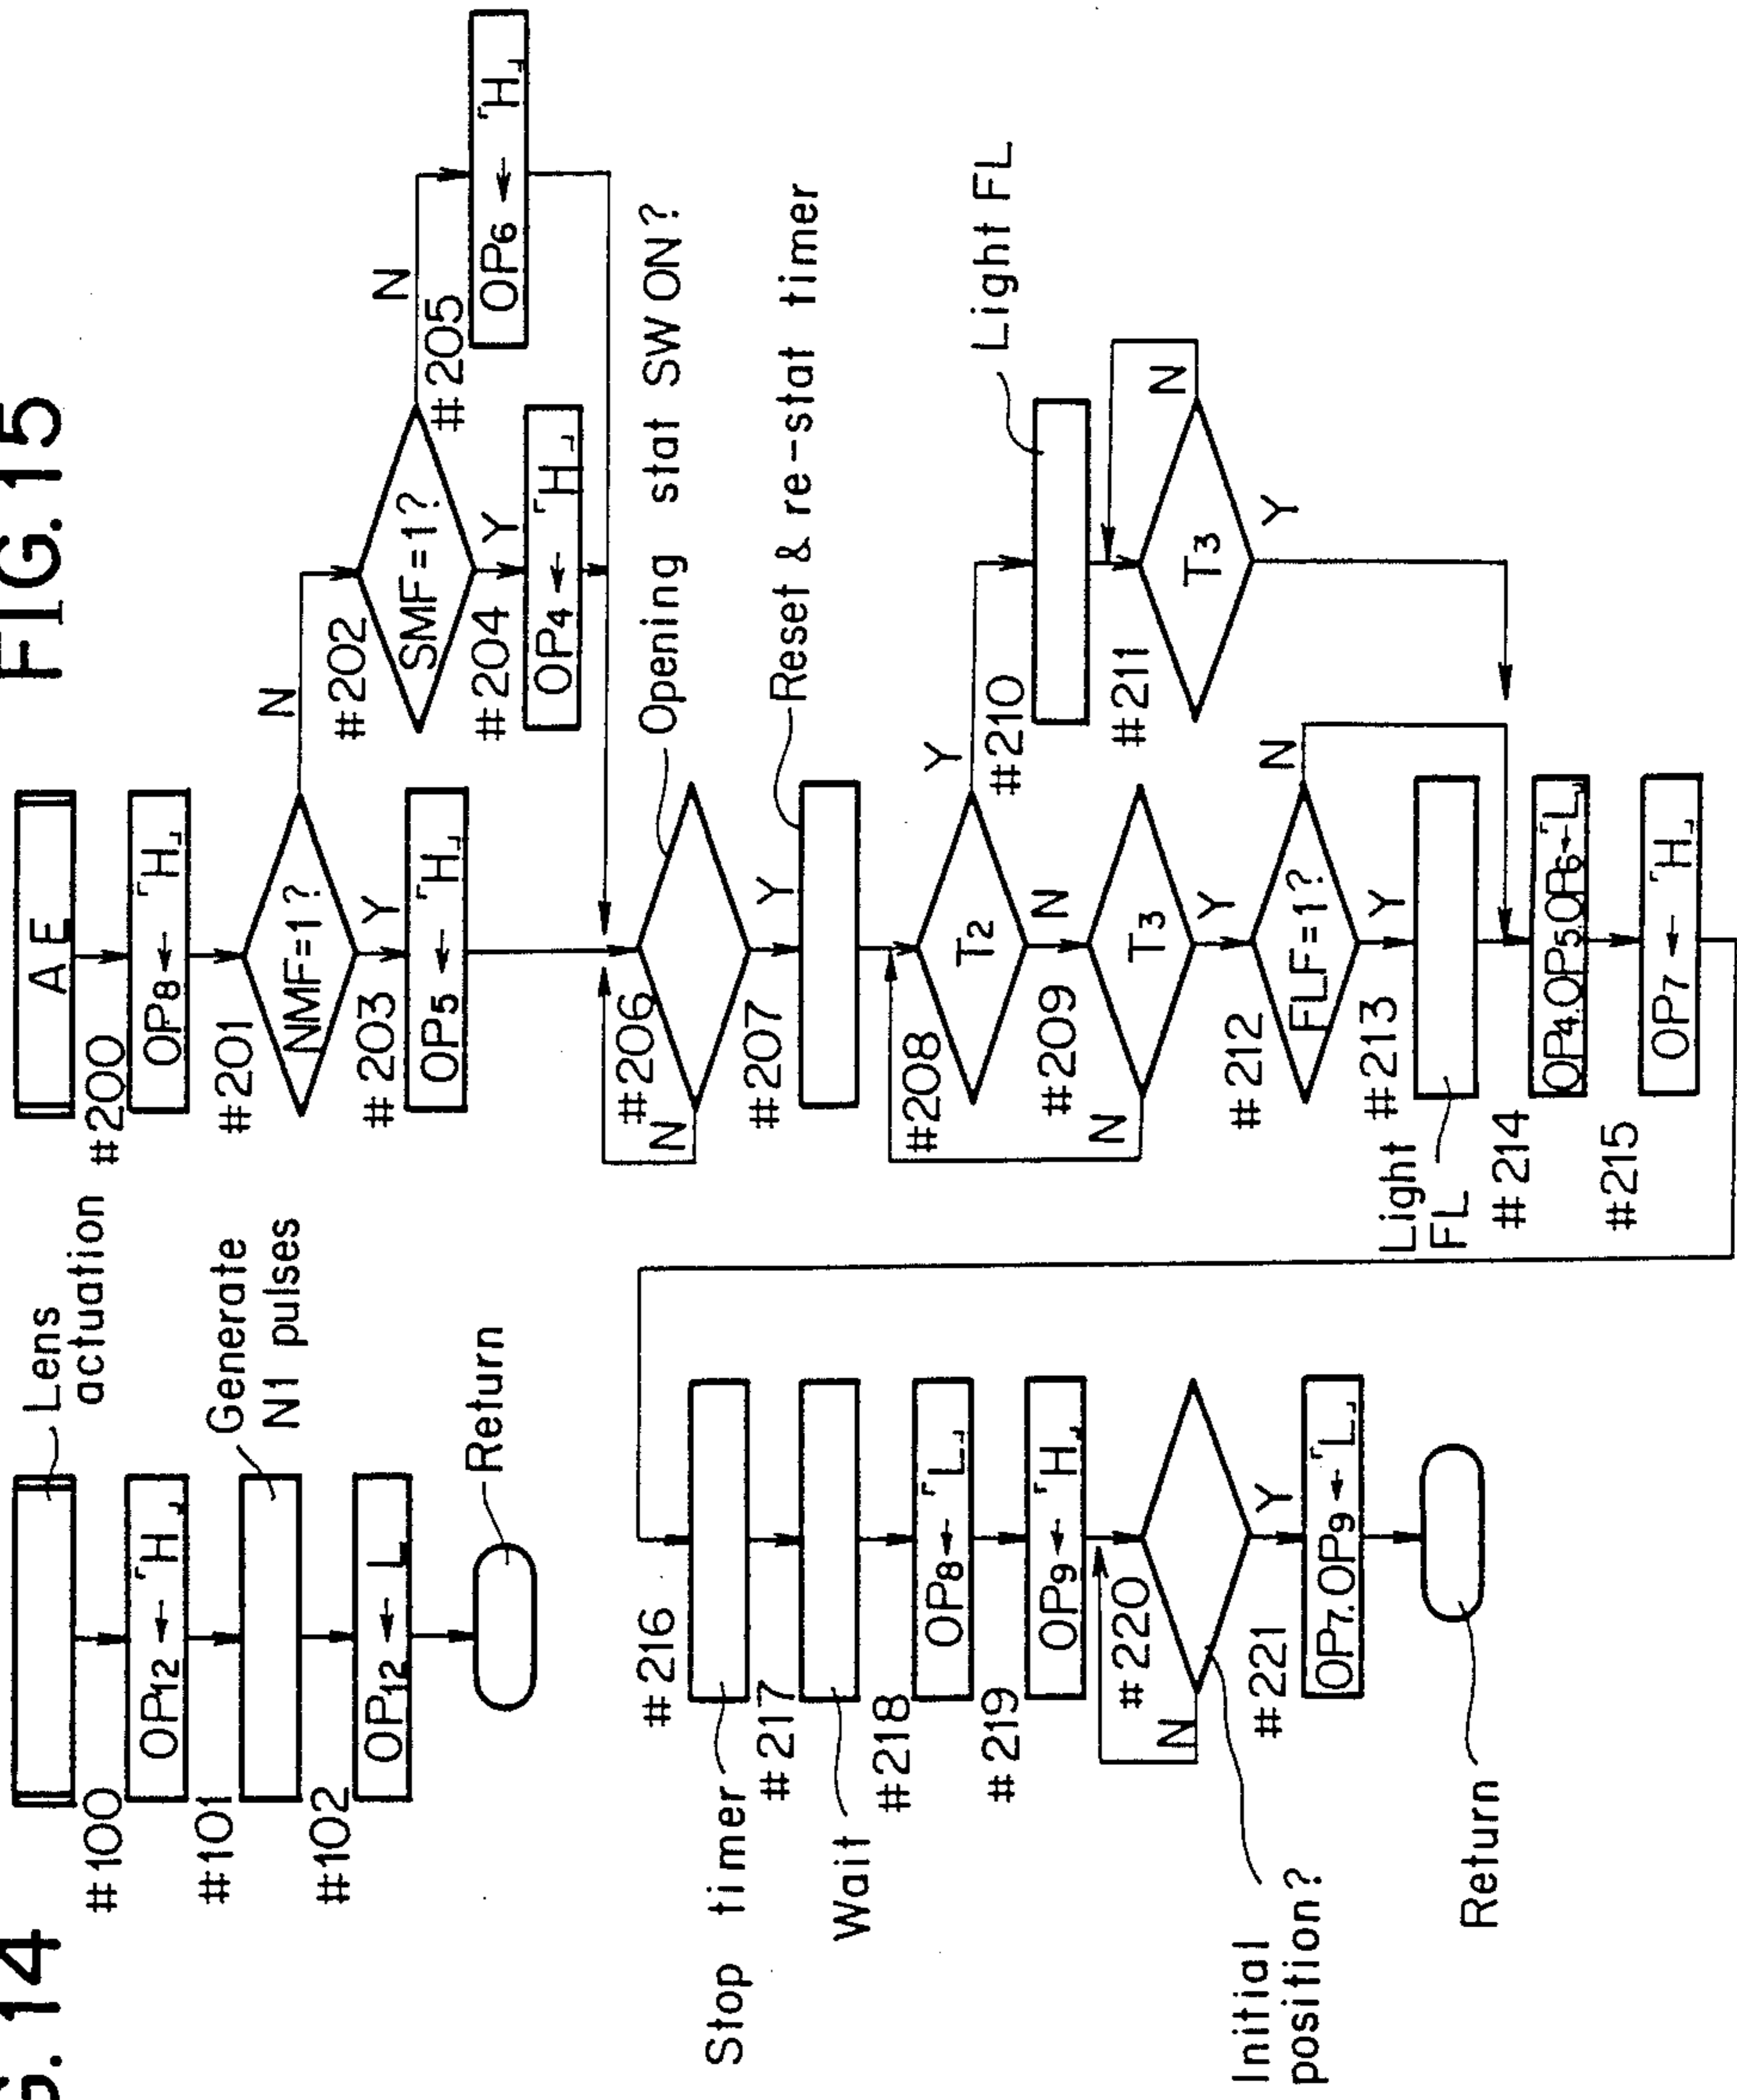 G. 14
Lens
actuation
#100
OP12 ← 「H」
#101
Generate
N1 pulses
#102
OP12 ← L
Return
FIG. 15
AE
#200
OP8 ← 「H」
#201
NMF=1?
N
Y
#202
SMF=1?
N
Y
#203
OP5 ← 「H」
#204
OP4 ← 「H」
#205
OP6 ← 「H」
#206
Opening stat SW ON?
N
Y
#207
Reset & re-stat timer
#208
T2
Y
N
#209
T3
N
Y
#210
Light FL
#211
T3
N
Y
#212
FLF=1?
N
Y
#213
Light
FL
#214
OP4.OP5.OP6←「L」
#215
OP7 ← 「H」
#216
Stop timer
#217
Wait
#218
OP8← 「L」
#219
OP9 ← 「H」
#220
Initial
position?
N
Y
#221
OP7.OP9 ←「L」
Return